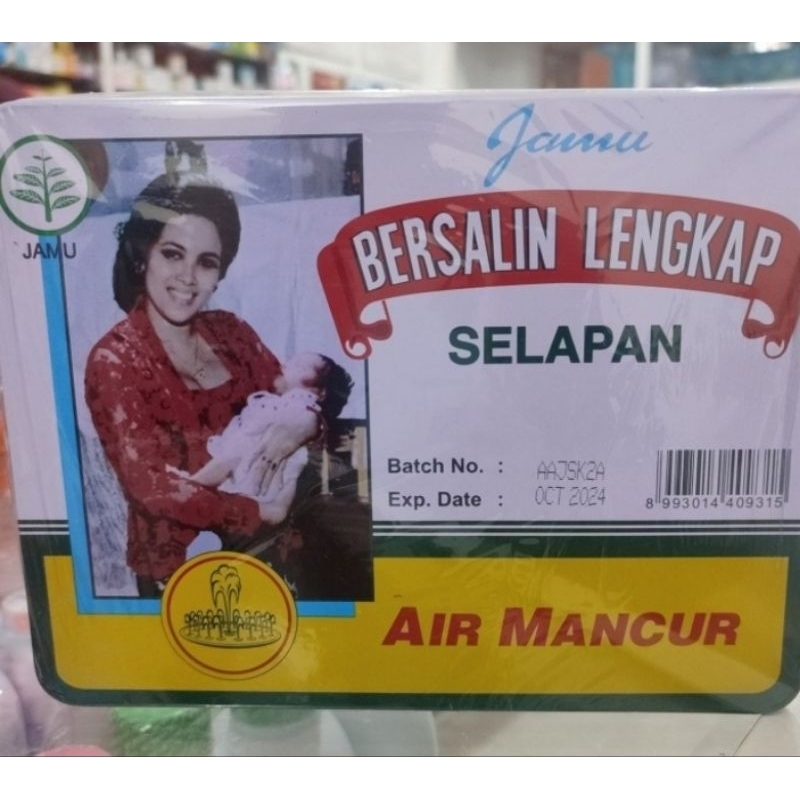 Jamu
JAMU
BERSALIN LENGKAP
SELAPAN
Batch No. : AAJSK2A
Exp. Date : OCT 2024
8 993014 409315
AIR MANCUR